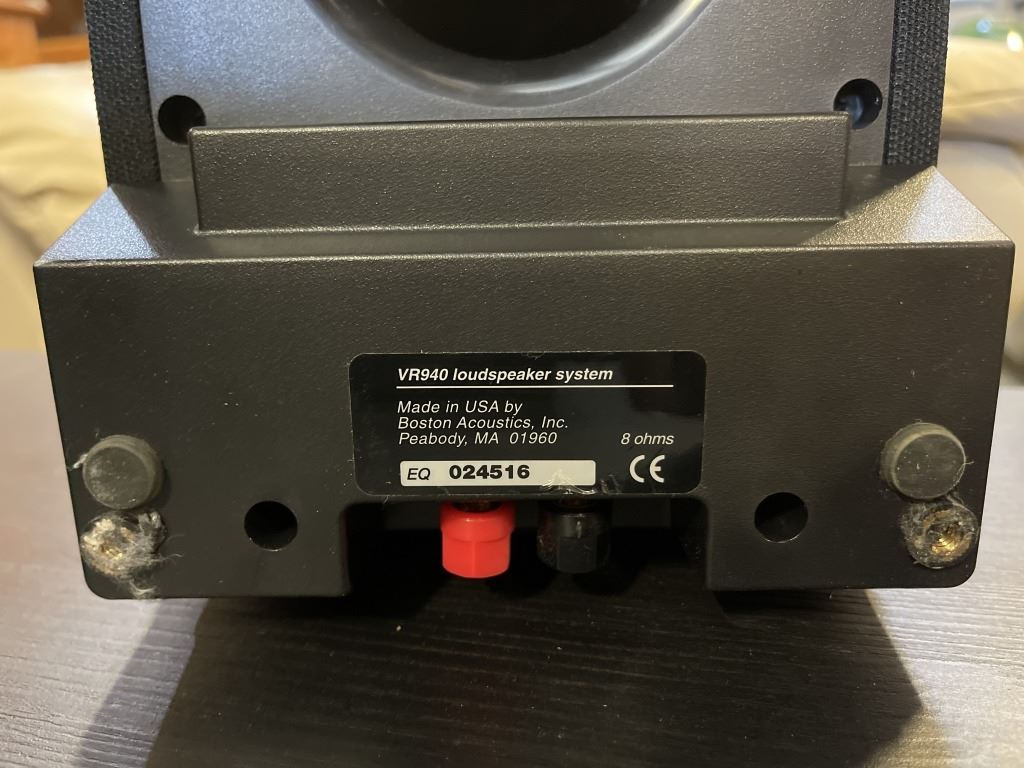 VR940 loudspeaker system
Made in USA by
Boston Acoustics, Inc.
Peabody, MA 01960 8 ohms
EQ 024516 CE